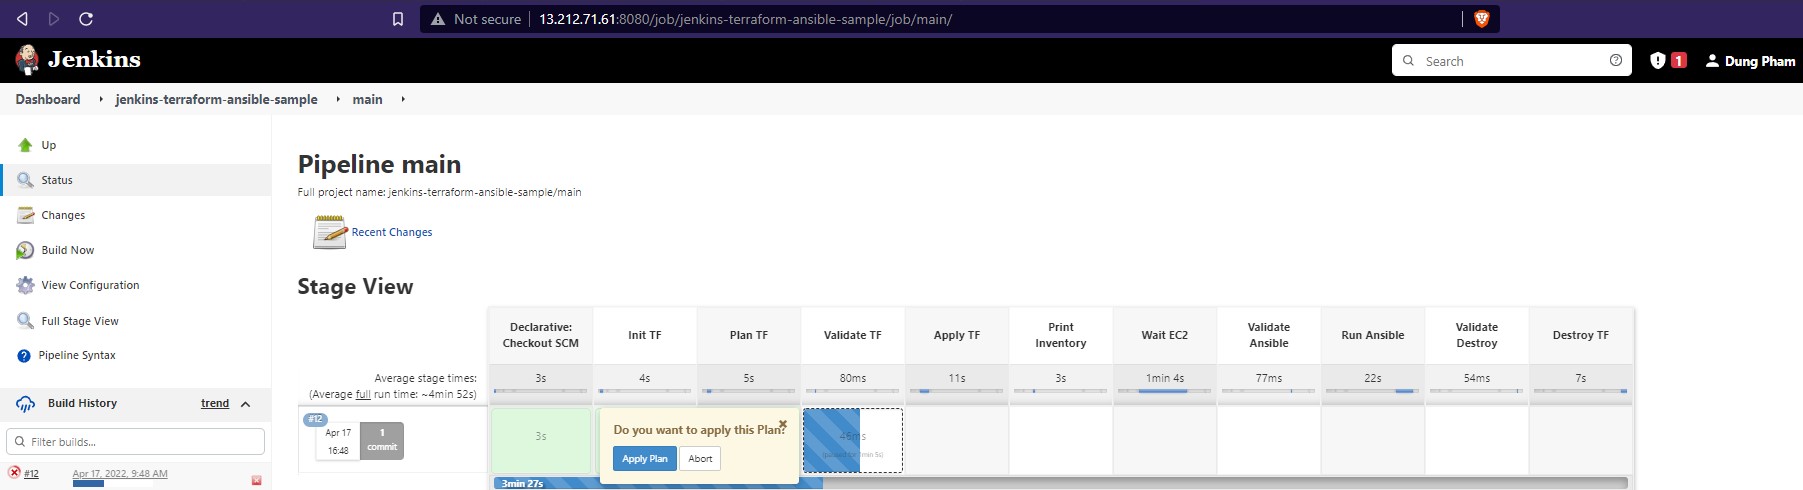 Not secure | 13.212.71.61:8080/job/jenkins-terraform-ansible-sample/job/main/
Jenkins
Search
1
Dung Pham
Dashboard
jenkins-terraform-ansible-sample
main
Up
Status
Changes
Build Now
View Configuration
Full Stage View
Pipeline Syntax
Build History
trend
Filter builds...
#12
Apr 17, 2022, 9:48 AM
Pipeline main
Full project name: jenkins-terraform-ansible-sample/main
Recent Changes
Stage View
Declarative:
Checkout SCM
Init TF
Plan TF
Validate TF
Apply TF
Print
Inventory
Wait EC2
Validate
Ansible
Run Ansible
Validate
Destroy
Destroy TF
Average stage times:
(Average full run time: ~4min 52s)
3s
4s
5s
80ms
11s
3s
1min 4s
77ms
22s
54ms
7s
#12
Apr 17
16:48
1
commit
3s
Do you want to apply this Plan?
Apply Plan
Abort
46ms
3min 27s